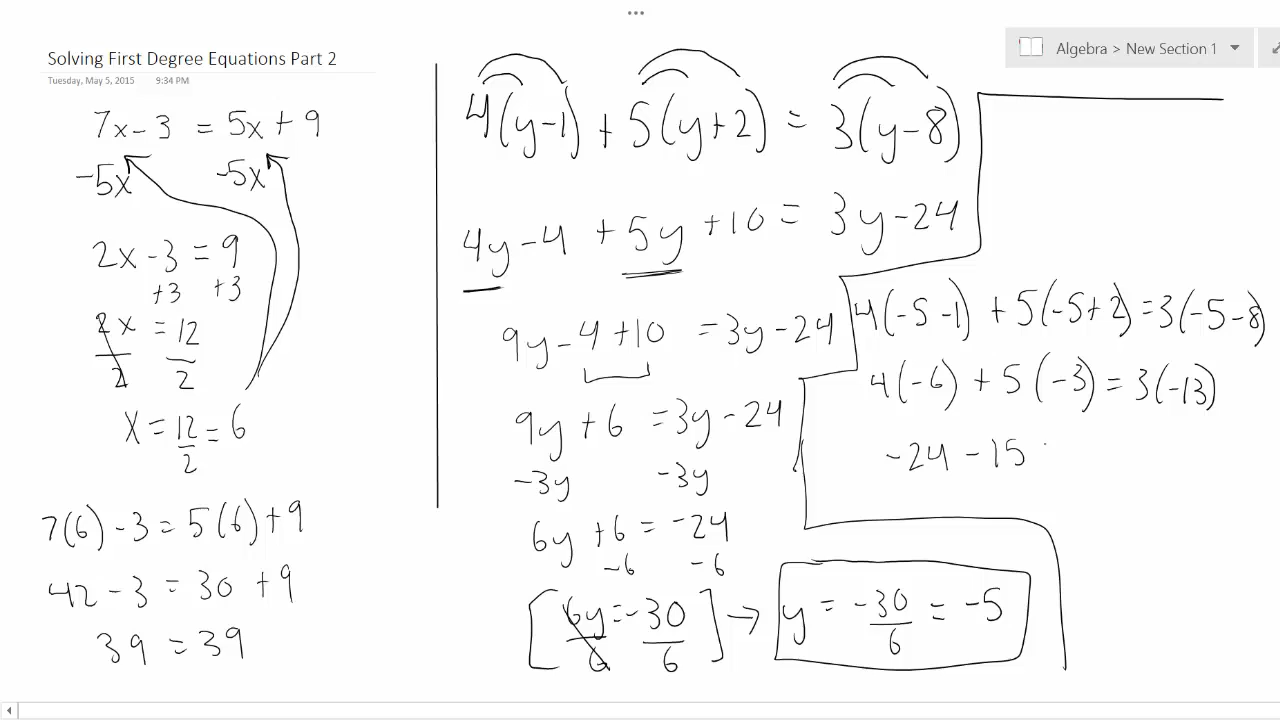 Algebra > New Section 1
Solving First Degree Equations Part 2
Tuesday, May 5, 2015 9:34 PM
7x - 3 = 5x + 9
-5x -5x
2x - 3 = 9
+3 +3
2x = 12
2 2
x = 12 = 6
2
7(6) - 3 = 5(6) + 9
42 - 3 = 30 + 9
39 = 39
4(y-1) + 5(y+2) = 3(y-8)
4y - 4 + 5y + 10 = 3y - 24
9y - 4 + 10 = 3y - 24
9y + 6 = 3y - 24
-3y -3y
6y + 6 = -24
-6 -6
[6y = -30] → y = -30 = -5
6 6 6
4(-5-1) + 5(-5+2) = 3(-5-8)
4(-6) + 5(-3) = 3(-13)
-24 - 15